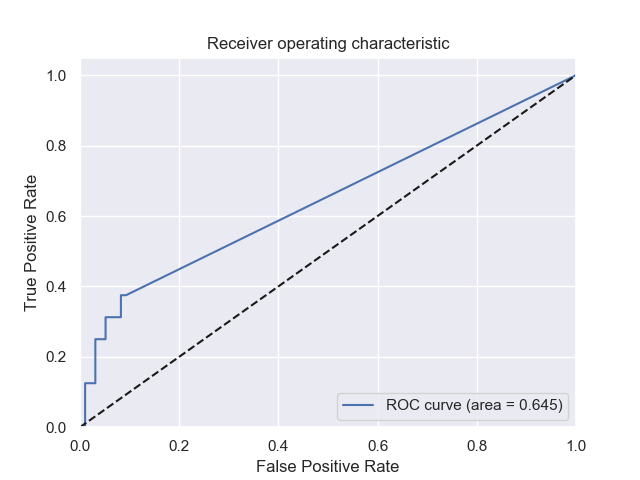 Receiver operating characteristic
1.0
0.8
0.6
0.4
0.2
0.0
True Positive Rate
ROC curve (area = 0.645)
0.0 0.2 0.4 0.6 0.8 1.0
False Positive Rate